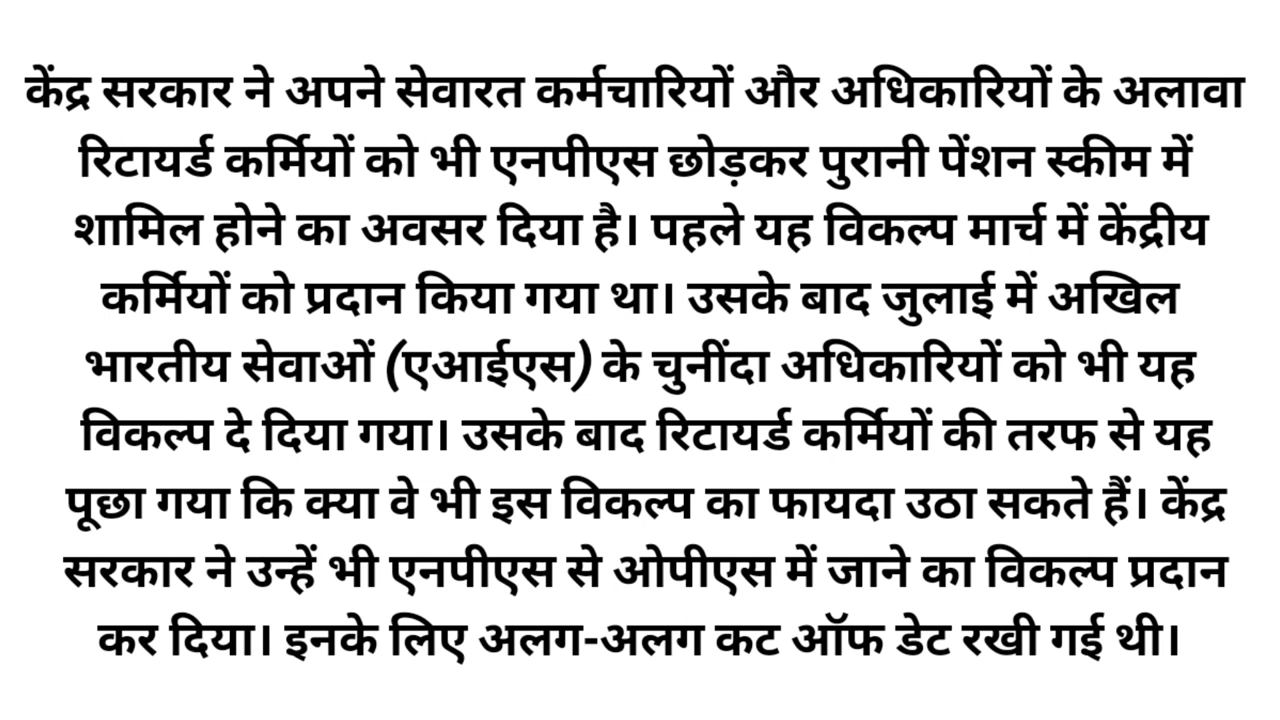 केंद्र सरकार ने अपने सेवारत कर्मचारियों और अधिकारियों के अलावा
रिटायर्ड कर्मियों को भी एनपीएस छोड़कर पुरानी पेंशन स्कीम में
शामिल होने का अवसर दिया है। पहले यह विकल्प मार्च में केंद्रीय
कर्मियों को प्रदान किया गया था। उसके बाद जुलाई में अखिल
भारतीय सेवाओं (एआईएस) के चुनींदा अधिकारियों को भी यह
विकल्प दे दिया गया। उसके बाद रिटायर्ड कर्मियों की तरफ से यह
पूछा गया कि क्या वे भी इस विकल्प का फायदा उठा सकते हैं। केंद्र
सरकार ने उन्हें भी एनपीएस से ओपीएस में जाने का विकल्प प्रदान
कर दिया। इनके लिए अलग-अलग कट ऑफ डेट रखी गई थी।